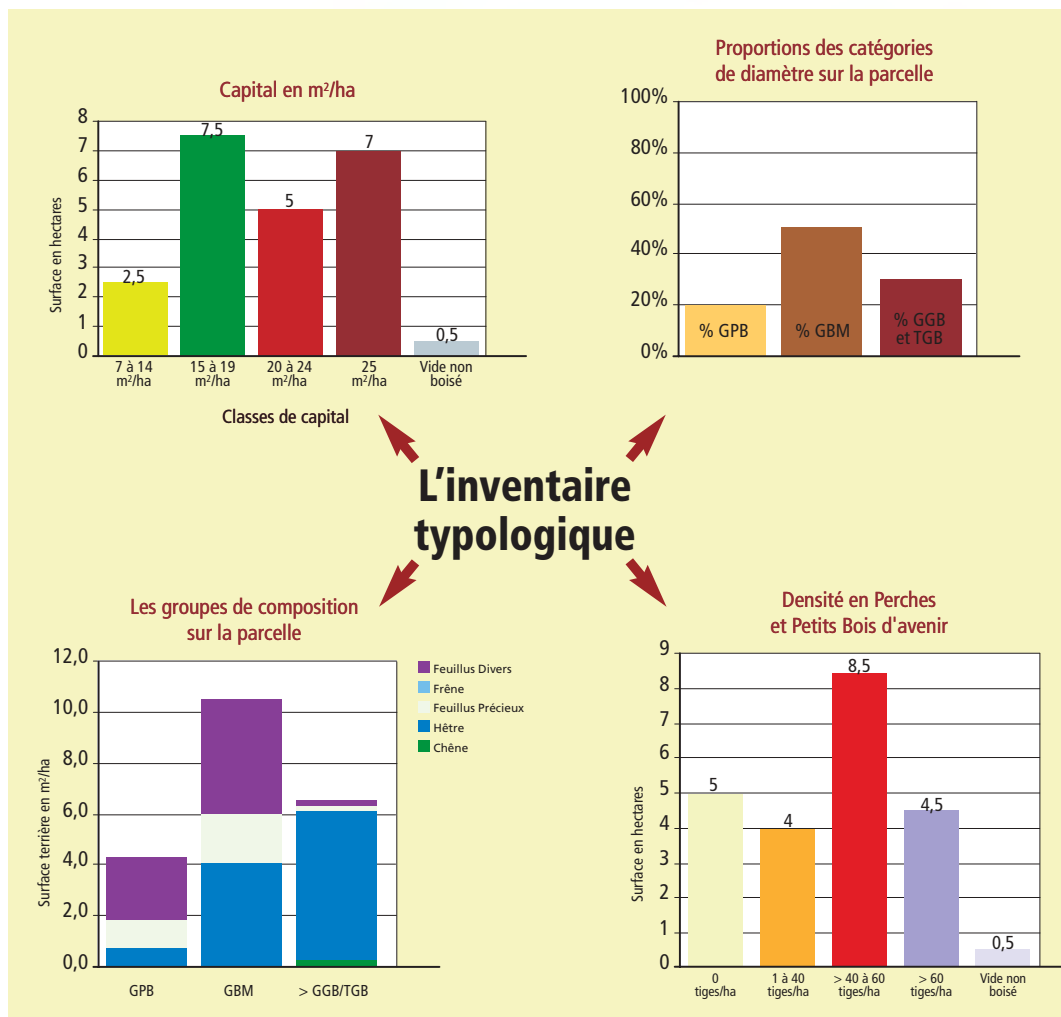 Capital en m²/ha
8
7
6
5
4
3
2
1
0
Surface en hectares
2,5
7,5
5
7
0,5
7 à 14
m²/ha
15 à 19
m²/ha
20 à 24
m²/ha
25
m²/ha
Vide non
boisé
Classes de capital
Proportions des catégories
de diamètre sur la parcelle
100%
80%
60%
40%
20%
0%
% GPB
% GBM
% GGB
et TGB
L'inventaire
typologique
Les groupes de composition
sur la parcelle
12,0
10,0
8,0
6,0
4,0
2,0
0,0
Surface terrière en m²/ha
GPB
GBM
> GGB/TGB
Feuillus Divers
Frêne
Feuillus Précieux
Hêtre
Chêne
Densité en Perches
et Petits Bois d'avenir
9
8
7
6
5
4
3
2
1
0
Surface en hectares
5
4
8,5
4,5
0,5
0
tiges/ha
1 à 40
tiges/ha
> 40 à 60
tiges/ha
> 60
tiges/ha
Vide non
boisé